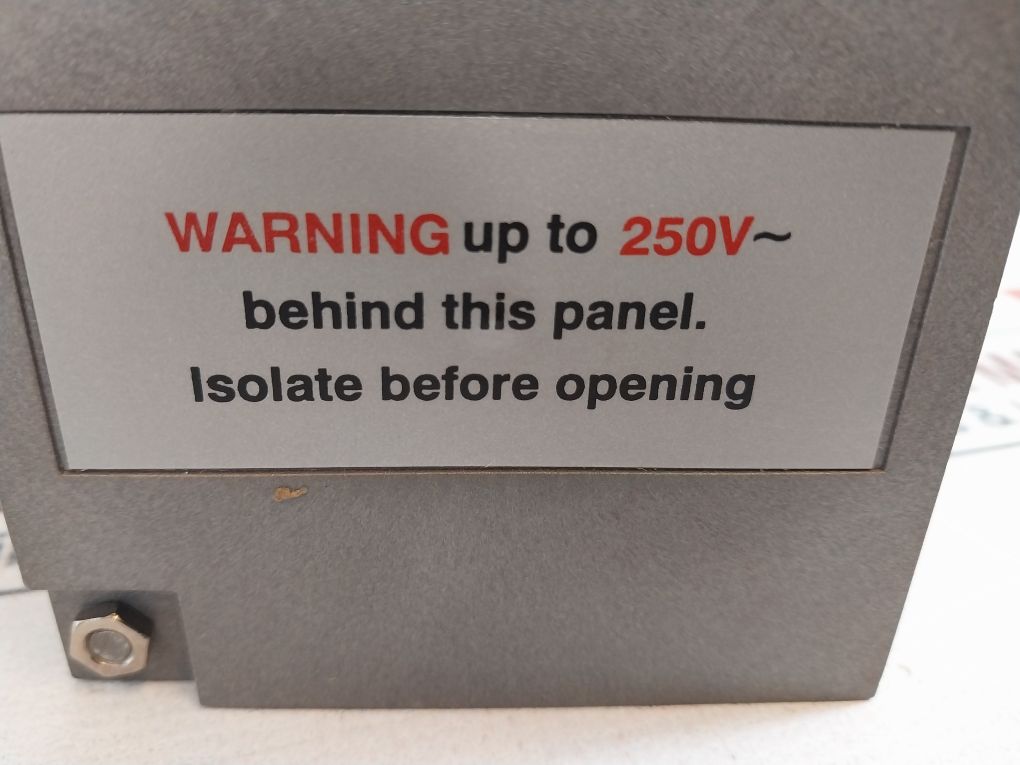 WARNING up to 250V~
behind this panel.
Isolate before opening